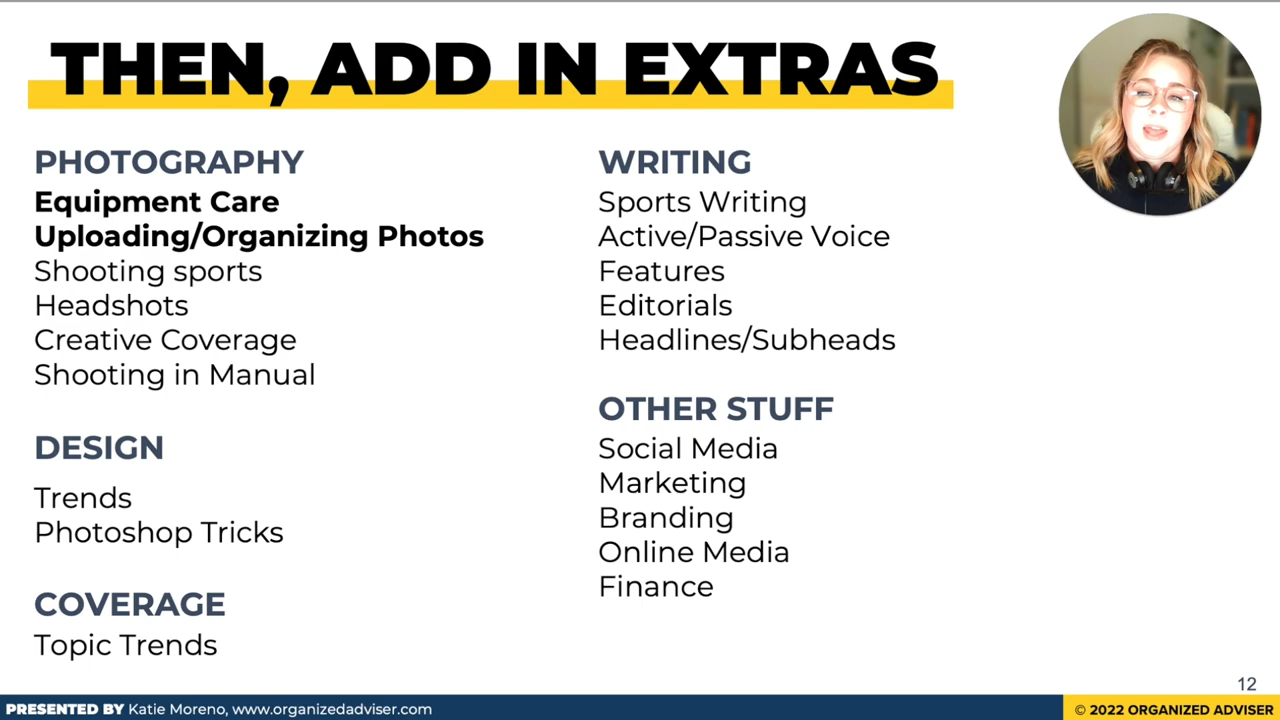 THEN, ADD IN EXTRAS
PHOTOGRAPHY
Equipment Care
Uploading/Organizing Photos
Shooting sports
Headshots
Creative Coverage
Shooting in Manual
DESIGN
Trends
Photoshop Tricks
COVERAGE
Topic Trends
WRITING
Sports Writing
Active/Passive Voice
Features
Editorials
Headlines/Subheads
OTHER STUFF
Social Media
Marketing
Branding
Online Media
Finance
12
PRESENTED BY Katie Moreno, www.organizedadviser.com
© 2022 ORGANIZED ADVISER